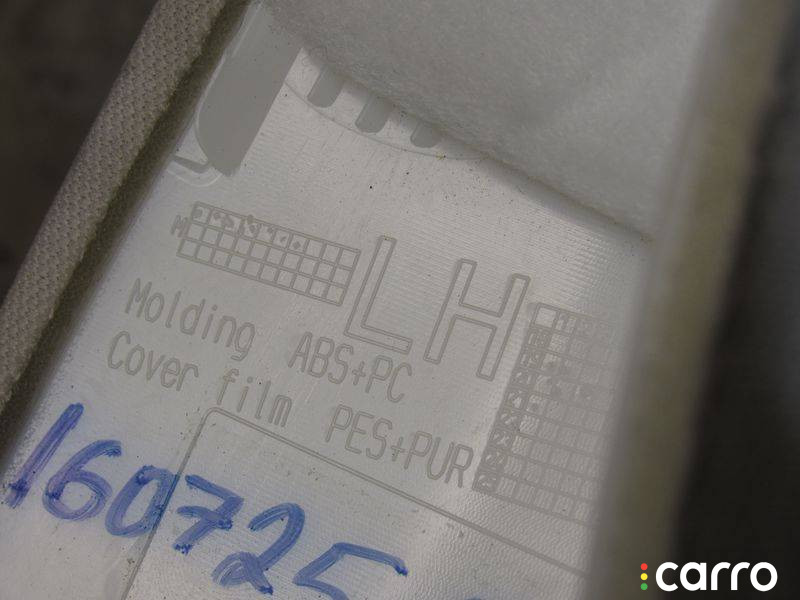 LH
Molding ABS+PC
Cover film PES+PUR
160725
carro